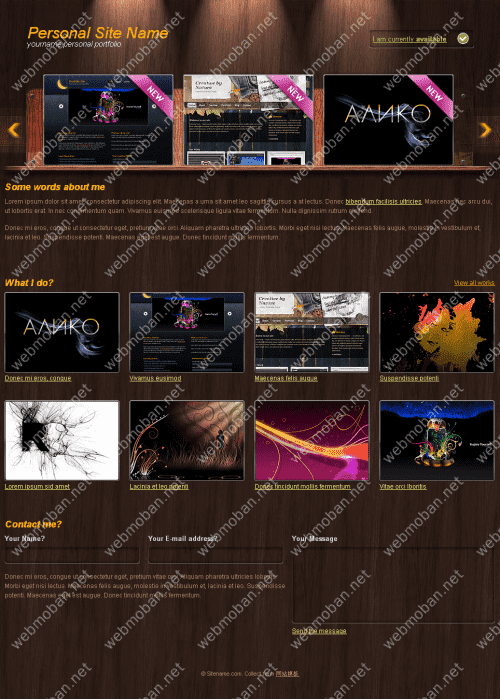 Personal Site Name
yourname personal portfolio
I am currently available
NEW
NEW
Creative by Nature
АЛИКО
Some words about me
Lorem ipsum dolor sit amet, consectetur adipiscing elit. Maecenas a urna sit amet leo sagittis cursus a at lectus. Donec bibendum facilisis ultricies. Maecenas nec arcu dui,
ut lobortis erat. In nec condimentum quam. Vivamus euismod scelerisque ligula vitae fermentum. Nulla dignissim rutrum eleifend.
Donec mi eros, congue ut consectetur eget, pretium vitae orci. Aliquam pharetra ultricies lobortis. Morbi eget nisi lectus. Maecenas felis augue, molestie vestibulum et,
lacinia et leo. Suspendisse potenti. Maecenas eget est augue. Donec tincidunt mollis fermentum.
What I do?
View all works
АЛИКО
Creative by Nature
Donec mi eros, congue
Vivamus euismod
Maecenas felis augue
Suspendisse potenti
Lorem ipsum sid amet
Lacinia et leo potenti
Donec tincidunt mollis fermentum
Vitae orci lbortis
Contact me?
Your Name?
Your E-mail address?
Your Message
Donec mi eros, congue ut consectetur eget, pretium vitae orci. Aliquam pharetra ultricies lobortis.
Morbi eget nisi lectus. Maecenas felis augue, molestie vestibulum et, lacinia et leo. Suspendisse
potenti. Maecenas eget est augue. Donec tincidunt mollis fermentum.
Send the message
© Sitename.com. Collect from 网站模板
webmoban.net